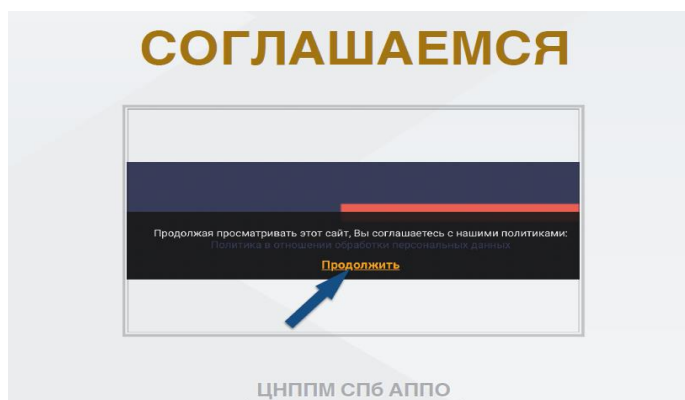 СОГЛАШАЕМСЯ
Продолжая просматривать этот сайт, Вы соглашаетесь с нашими политиками:
Политика в отношении обработки персональных данных
Продолжить
ЦНППМ СПб АППО